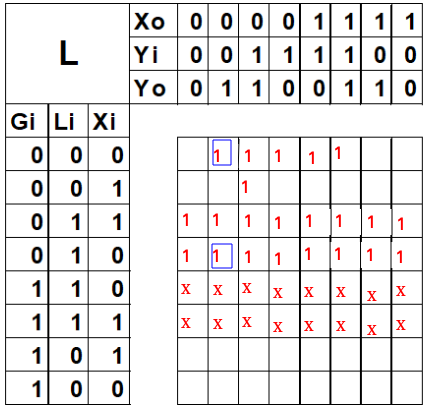 L
Xo 0 0 0 0 1 1 1 1
Yi 0 0 1 1 1 1 0 0
Yo 0 1 1 0 0 1 1 0
Gi Li Xi
0 0 0 1 1 1 1 1
0 0 1 1
0 1 1 1 1 1 1 1 1 1 1
0 1 0 1 1 1 1 1 1 1 1
1 1 0 x x x x x x x x
1 1 1 x x x x x x x x
1 0 1
1 0 0